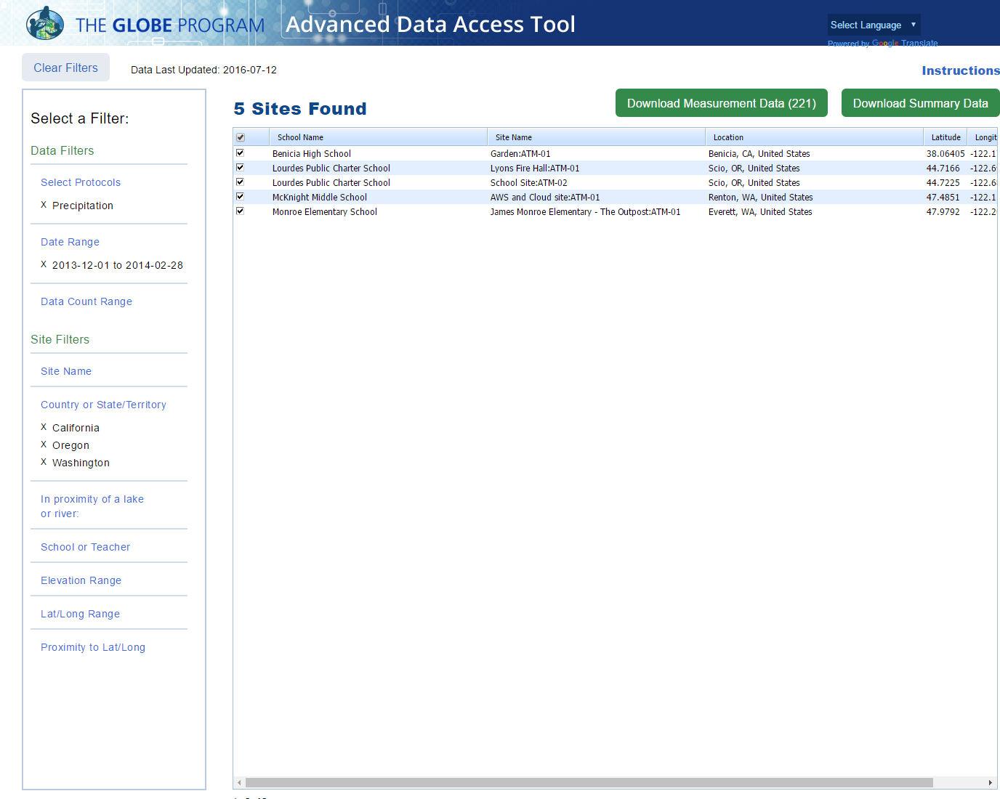 THE GLOBE PROGRAM Advanced Data Access Tool
Select Language ▼
Powered by Google Translate
Clear Filters
Data Last Updated: 2016-07-12
Instructions
Select a Filter:
Data Filters
Select Protocols
X Precipitation
Date Range
X 2013-12-01 to 2014-02-28
Data Count Range
Site Filters
Site Name
Country or State/Territory
X California
X Oregon
X Washington
In proximity of a lake
or river:
School or Teacher
Elevation Range
Lat/Long Range
Proximity to Lat/Long
5 Sites Found
Download Measurement Data (221)
Download Summary Data
School Name Site Name Location Latitude Longit
Benicia High School Garden:ATM-01 Benicia, CA, United States 38.06405 -122.1
Lourdes Public Charter School Lyons Fire Hall:ATM-01 Scio, OR, United States 44.7166 -122.6
Lourdes Public Charter School School Site:ATM-02 Scio, OR, United States 44.7225 -122.6
McKnight Middle School AWS and Cloud site:ATM-01 Renton, WA, United States 47.4851 -122.1
Monroe Elementary School James Monroe Elementary - The Outpost:ATM-01 Everett, WA, United States 47.9792 -122.2